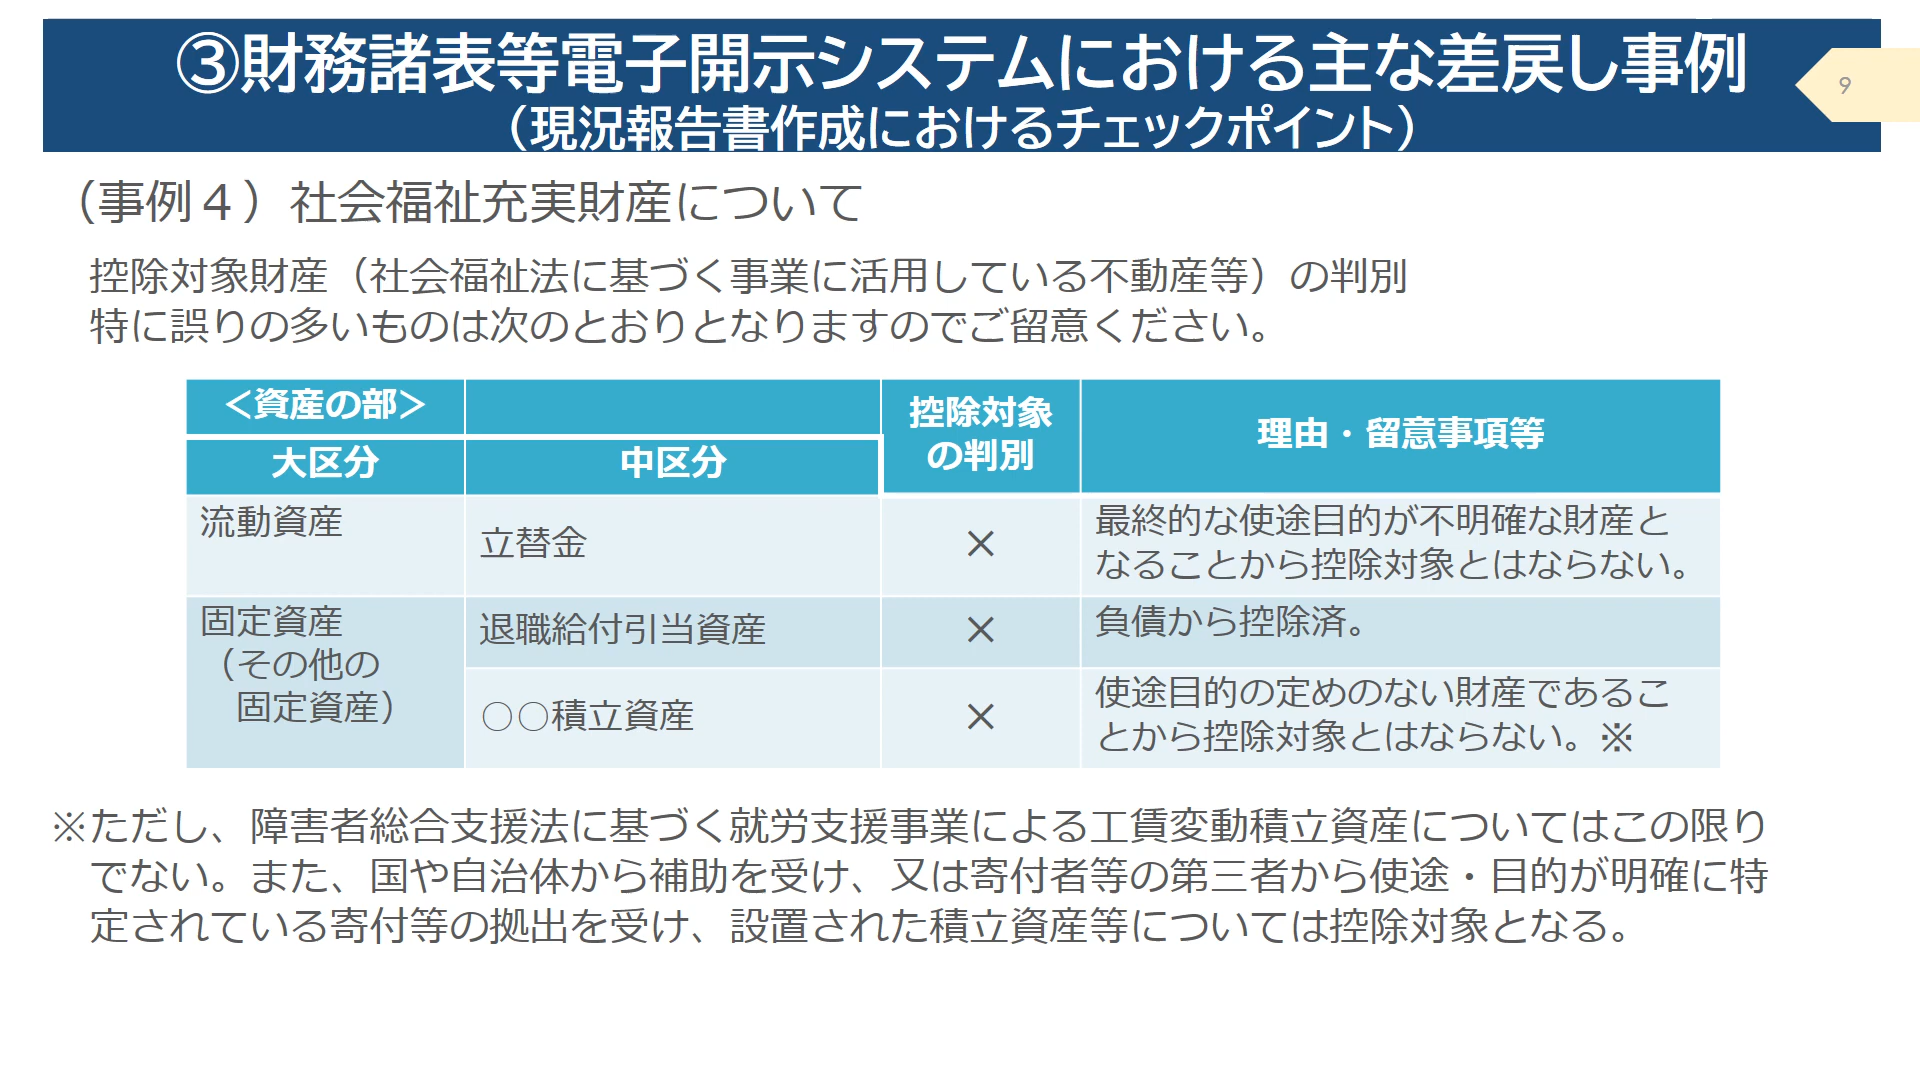 ③財務諸表等電子開示システムにおける主な差戻し事例
（現況報告書作成におけるチェックポイント）
9
（事例４）社会福祉充実財産について
控除対象財産（社会福祉法に基づく事業に活用している不動産等）の判別
特に誤りの多いものは次のとおりとなりますのでご留意ください。
＜資産の部＞
大区分
中区分
控除対象
の判別
理由・留意事項等
流動資産
立替金
×
最終的な使途目的が不明確な財産と
なることから控除対象とはならない。
固定資産
（その他の
固定資産）
退職給付引当資産
×
負債から控除済。
○○積立資産
×
使途目的の定めのない財産であるこ
とから控除対象とはならない。※
※ただし、障害者総合支援法に基づく就労支援事業による工賃変動積立資産についてはこの限り
でない。また、国や自治体から補助を受け、又は寄付者等の第三者から使途・目的が明確に特
定されている寄付等の拠出を受け、設置された積立資産等については控除対象となる。